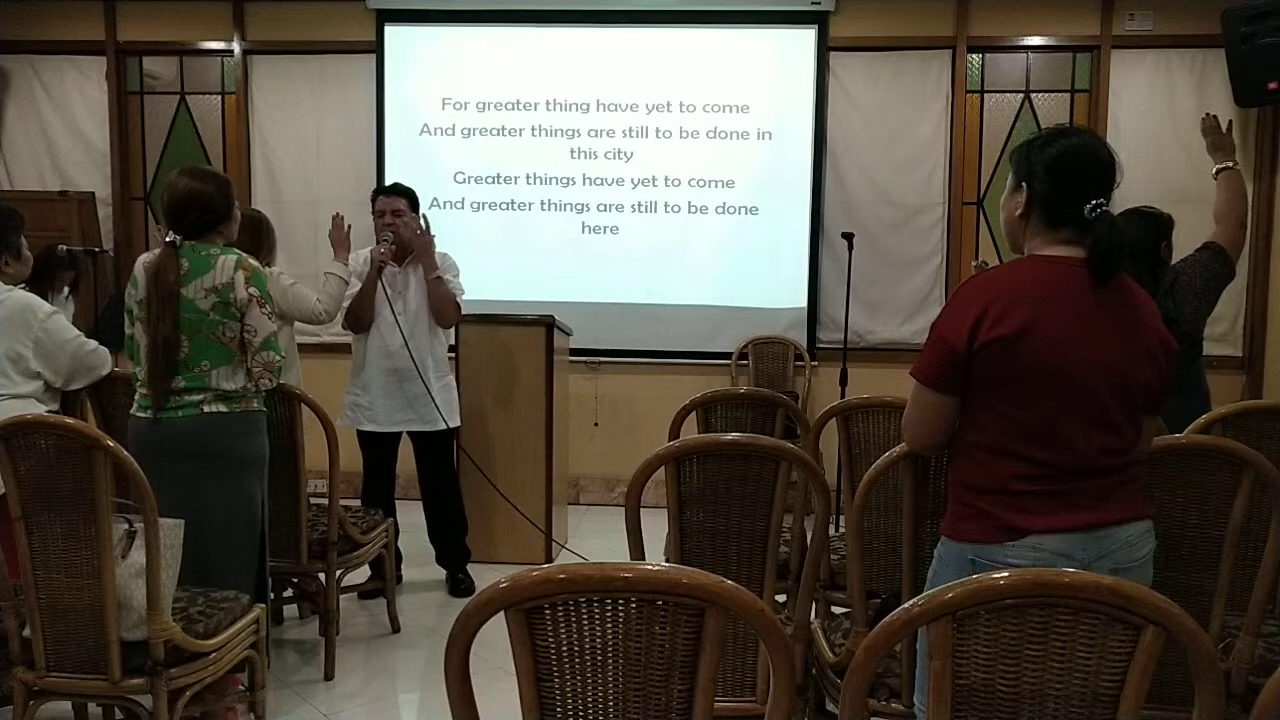 For greater thing have yet to come
And greater things are still to be done in
this city
Greater things have yet to come
And greater things are still to be done
here